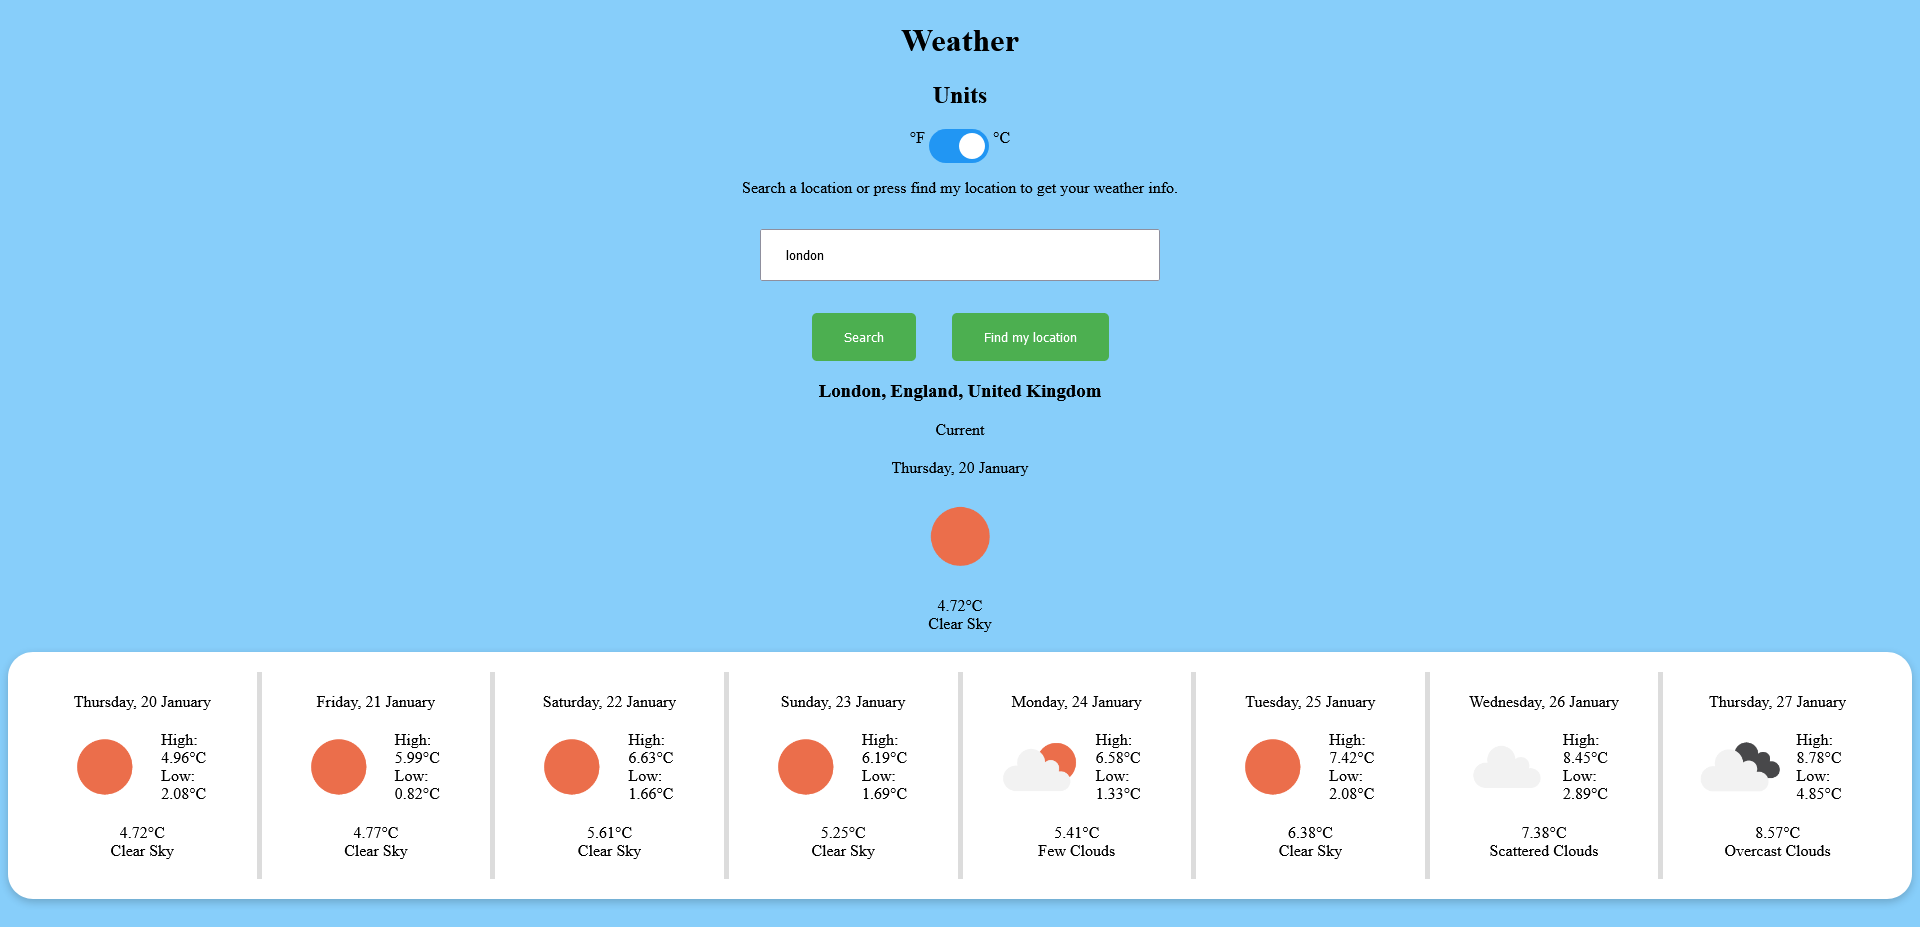 Weather
Units
°F °C
Search a location or press find my location to get your weather info.
london
Search
Find my location
London, England, United Kingdom
Current
Thursday, 20 January
4.72°C
Clear Sky
Thursday, 20 January
High:
4.96°C
Low:
2.08°C
4.72°C
Clear Sky
Friday, 21 January
High:
5.99°C
Low:
0.82°C
4.77°C
Clear Sky
Saturday, 22 January
High:
6.63°C
Low:
1.66°C
5.61°C
Clear Sky
Sunday, 23 January
High:
6.19°C
Low:
1.69°C
5.25°C
Clear Sky
Monday, 24 January
High:
6.58°C
Low:
1.33°C
5.41°C
Few Clouds
Tuesday, 25 January
High:
7.42°C
Low:
2.08°C
6.38°C
Clear Sky
Wednesday, 26 January
High:
8.45°C
Low:
2.89°C
7.38°C
Scattered Clouds
Thursday, 27 January
High:
8.78°C
Low:
4.85°C
8.57°C
Overcast Clouds